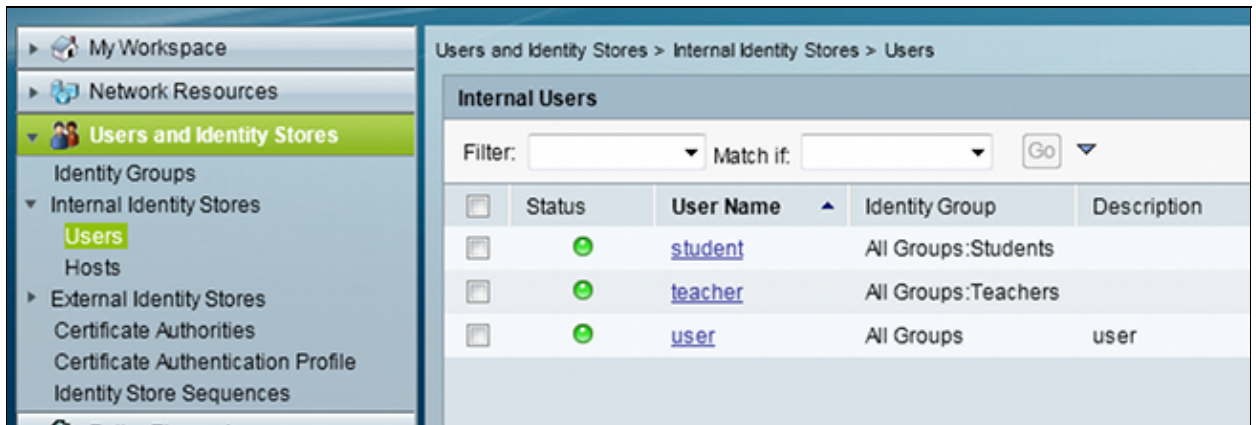 My Workspace
Network Resources
Users and Identity Stores
Identity Groups
Internal Identity Stores
Users
Hosts
External Identity Stores
Certificate Authorities
Certificate Authentication Profile
Identity Store Sequences
Users and Identity Stores > Internal Identity Stores > Users
Internal Users
Filter: Match if: Go
Status User Name Identity Group Description
student All Groups:Students
teacher All Groups:Teachers
user All Groups user